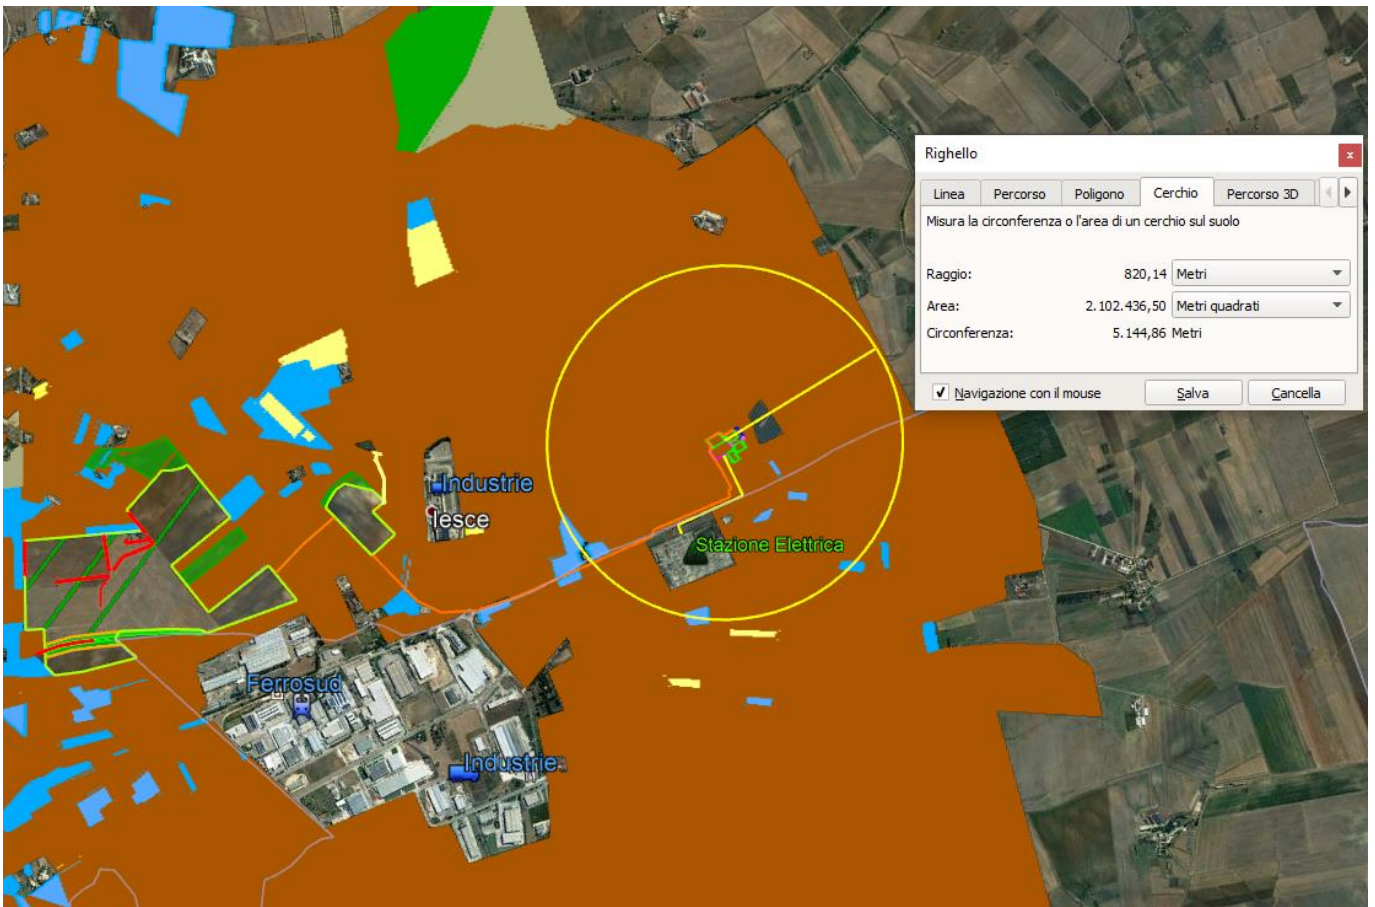 Righello
x
Linea Percorso Poligono Cerchio Percorso 3D
Misura la circonferenza o l'area di un cerchio sul suolo
Raggio: 820,14 Metri
Area: 2.102.436,50 Metri quadrati
Circonferenza: 5.144,86 Metri
Navigazione con il mouse Salva Cancella
Industrie
Iesce
Stazione Elettrica
Ferrosud
Industrie